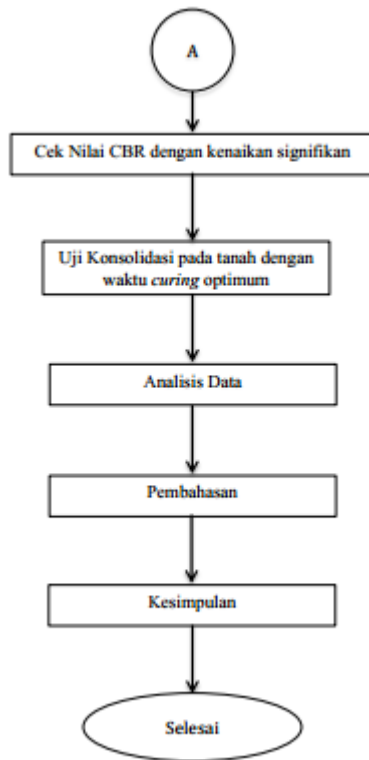 A
Cek Nilai CBR dengan kenaikan signifikan
Uji Konsolidasi pada tanah dengan
waktu curing optimum
Analisis Data
Pembahasan
Kesimpulan
Selesai